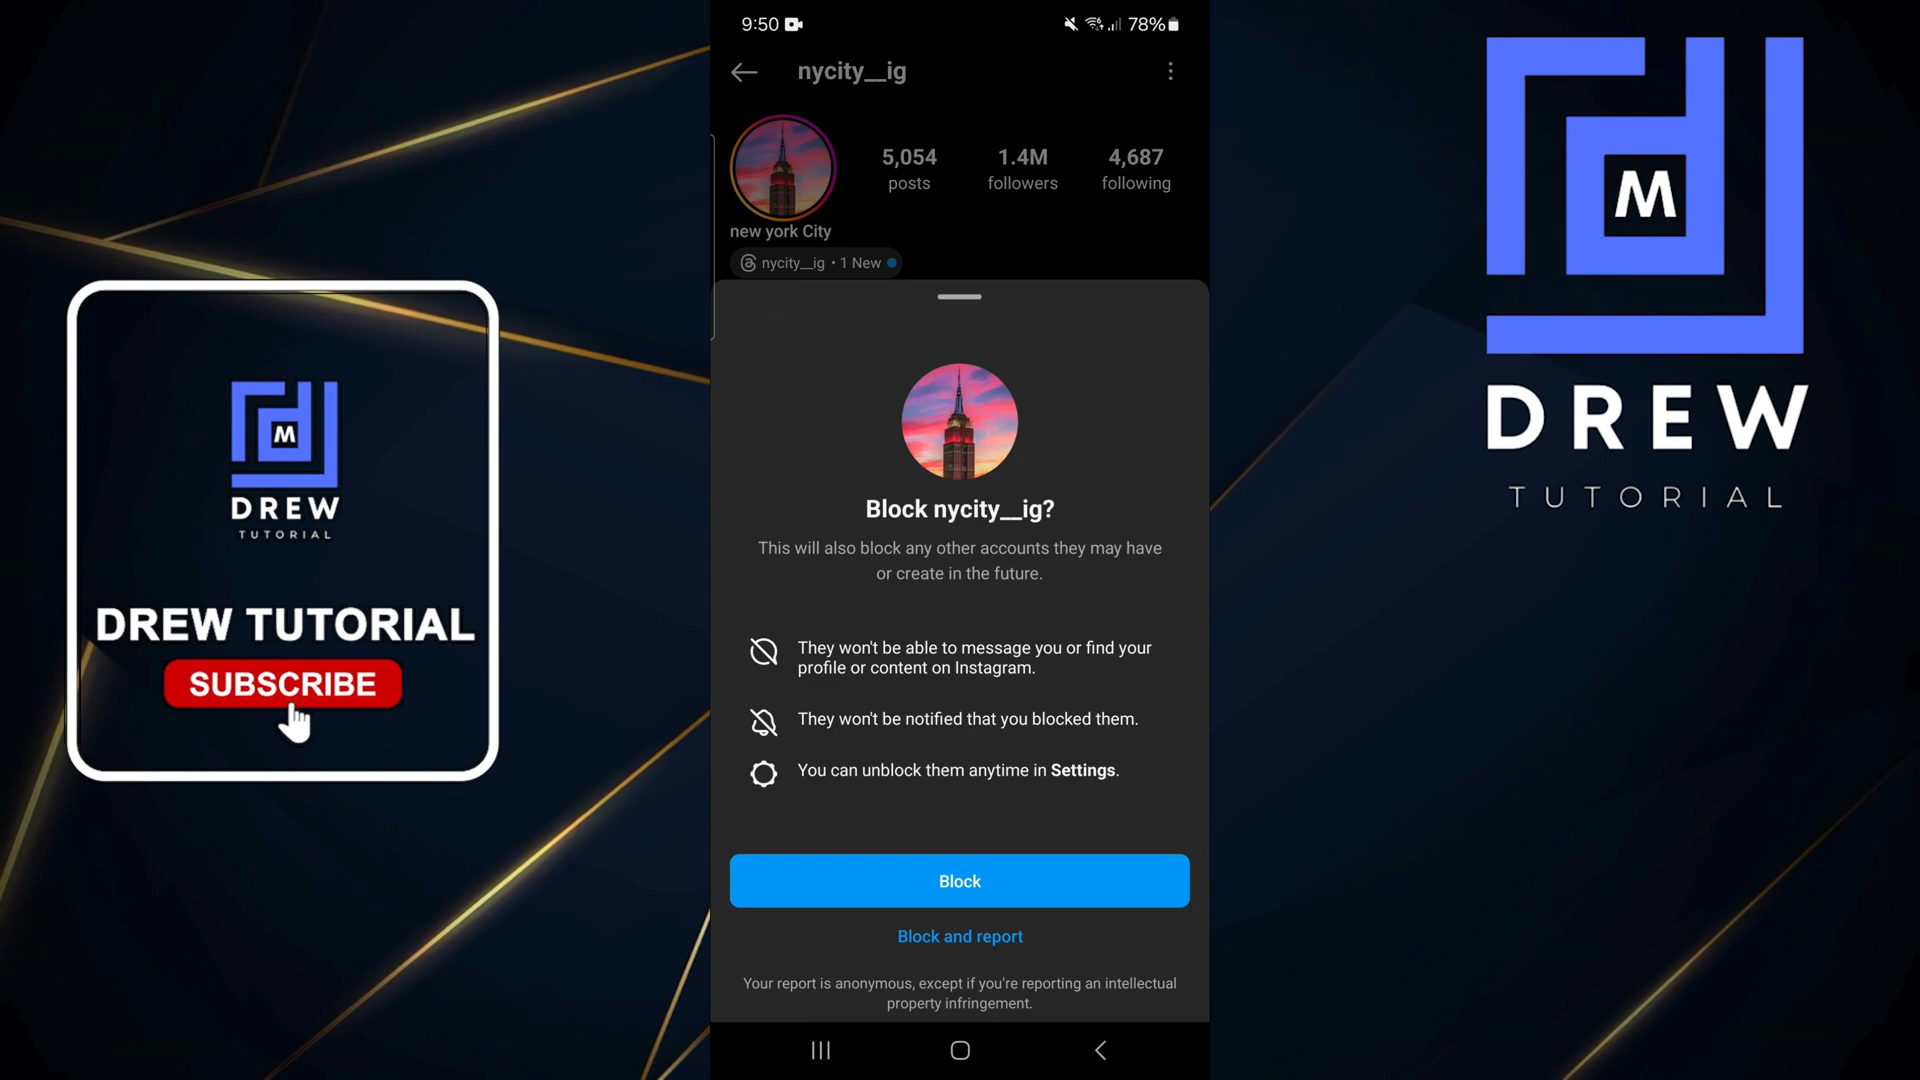 9:50
78%
nycity__ig
5,054
posts
1.4M
followers
4,687
following
new york City
nycity__ig • 1 New
Block nycity__ig?
This will also block any other accounts they may have
or create in the future.
They won't be able to message you or find your
profile or content on Instagram.
They won't be notified that you blocked them.
You can unblock them anytime in Settings.
Block
Block and report
Your report is anonymous, except if you're reporting an intellectual
property infringement.
M
DREW
TUTORIAL
DREW TUTORIAL
SUBSCRIBE
M
DREW
TUTORIAL